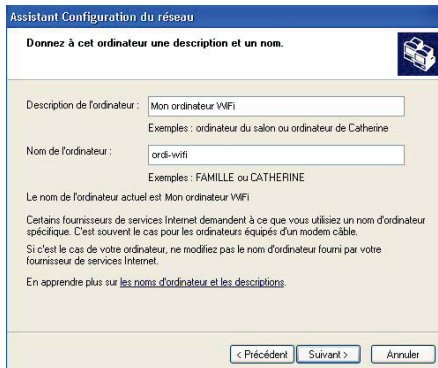 Assistant Configuration du réseau
Donnez à cet ordinateur une description et un nom.
Description de l'ordinateur :
Mon ordinateur WiFi
Exemples : ordinateur du salon ou ordinateur de Catherine
Nom de l'ordinateur :
ordi-wifi
Exemples : FAMILLE ou CATHERINE
Le nom de l'ordinateur actuel est Mon ordinateur WiFi
Certains fournisseurs de services Internet demandent à ce que vous utilisiez un nom d'ordinateur
spécifique. C'est souvent le cas pour les ordinateurs équipés d'un modem câble.
Si c'est le cas de votre ordinateur, ne modifiez pas le nom d'ordinateur fourni par votre
fournisseur de services Internet.
En apprendre plus sur les noms d'ordinateur et les descriptions.
< Précédent
Suivant >
Annuler